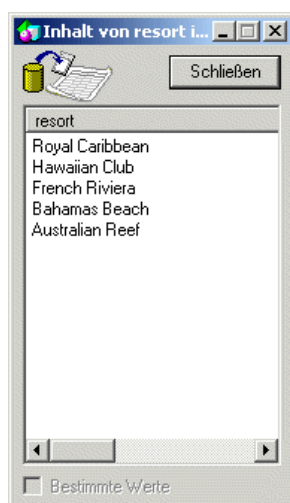 Inhalt von resort i...
Schließen
resort
Royal Caribbean
Hawaiian Club
French Riviera
Bahamas Beach
Australian Reef
Bestimmte Werte